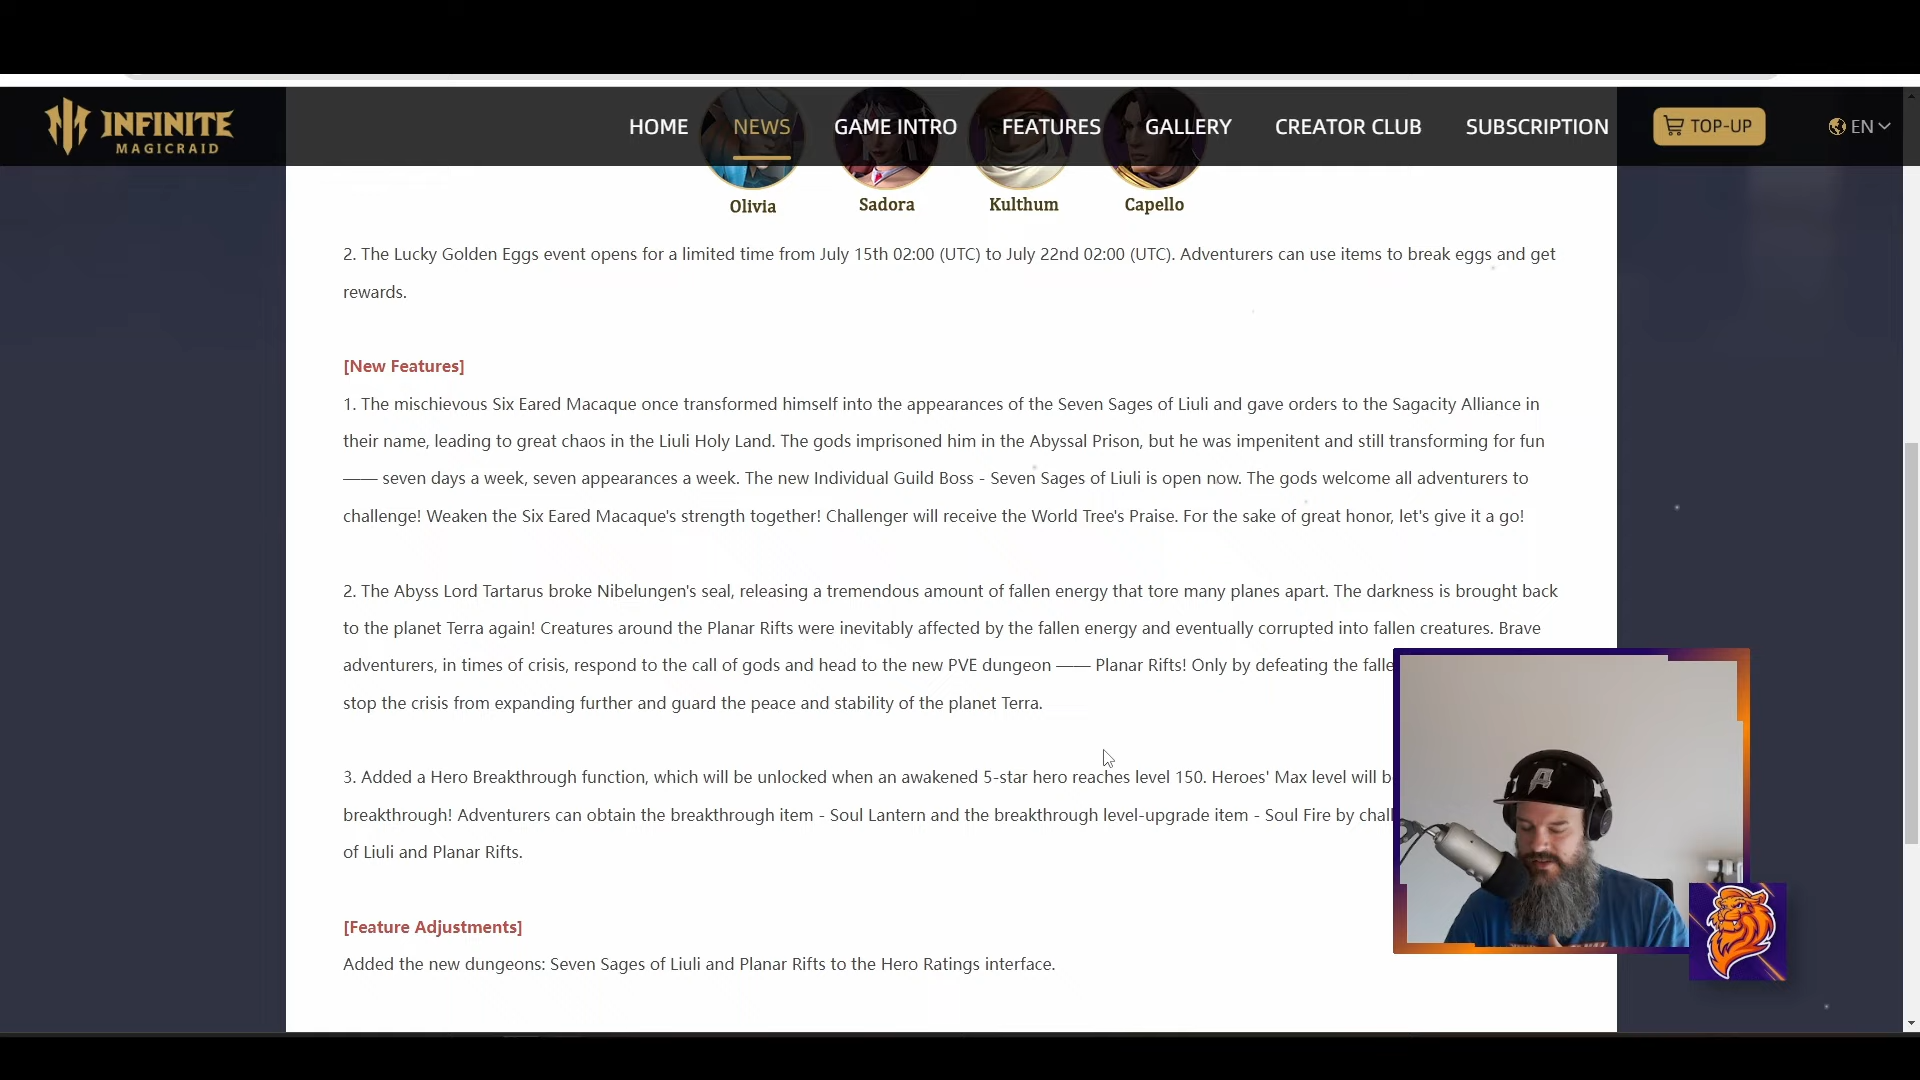 INFINITE
MAGICRAID
HOME NEWS GAME INTRO FEATURES GALLERY CREATOR CLUB SUBSCRIPTION TOP-UP EN
Olivia Sadora Kulthum Capello
2. The Lucky Golden Eggs event opens for a limited time from July 15th 02:00 (UTC) to July 22nd 02:00 (UTC). Adventurers can use items to break eggs and get
rewards.
[New Features]
1. The mischievous Six Eared Macaque once transformed himself into the appearances of the Seven Sages of Liuli and gave orders to the Sagacity Alliance in
their name, leading to great chaos in the Liuli Holy Land. The gods imprisoned him in the Abyssal Prison, but he was impenitent and still transforming for fun
—— seven days a week, seven appearances a week. The new Individual Guild Boss - Seven Sages of Liuli is open now. The gods welcome all adventurers to
challenge! Weaken the Six Eared Macaque's strength together! Challenger will receive the World Tree's Praise. For the sake of great honor, let's give it a go!
2. The Abyss Lord Tartarus broke Nibelungen's seal, releasing a tremendous amount of fallen energy that tore many planes apart. The darkness is brought back
to the planet Terra again! Creatures around the Planar Rifts were inevitably affected by the fallen energy and eventually corrupted into fallen creatures. Brave
adventurers, in times of crisis, respond to the call of gods and head to the new PVE dungeon —— Planar Rifts! Only by defeating the falle
stop the crisis from expanding further and guard the peace and stability of the planet Terra.
3. Added a Hero Breakthrough function, which will be unlocked when an awakened 5-star hero reaches level 150. Heroes' Max level will b
breakthrough! Adventurers can obtain the breakthrough item - Soul Lantern and the breakthrough level-upgrade item - Soul Fire by chall
of Liuli and Planar Rifts.
[Feature Adjustments]
Added the new dungeons: Seven Sages of Liuli and Planar Rifts to the Hero Ratings interface.